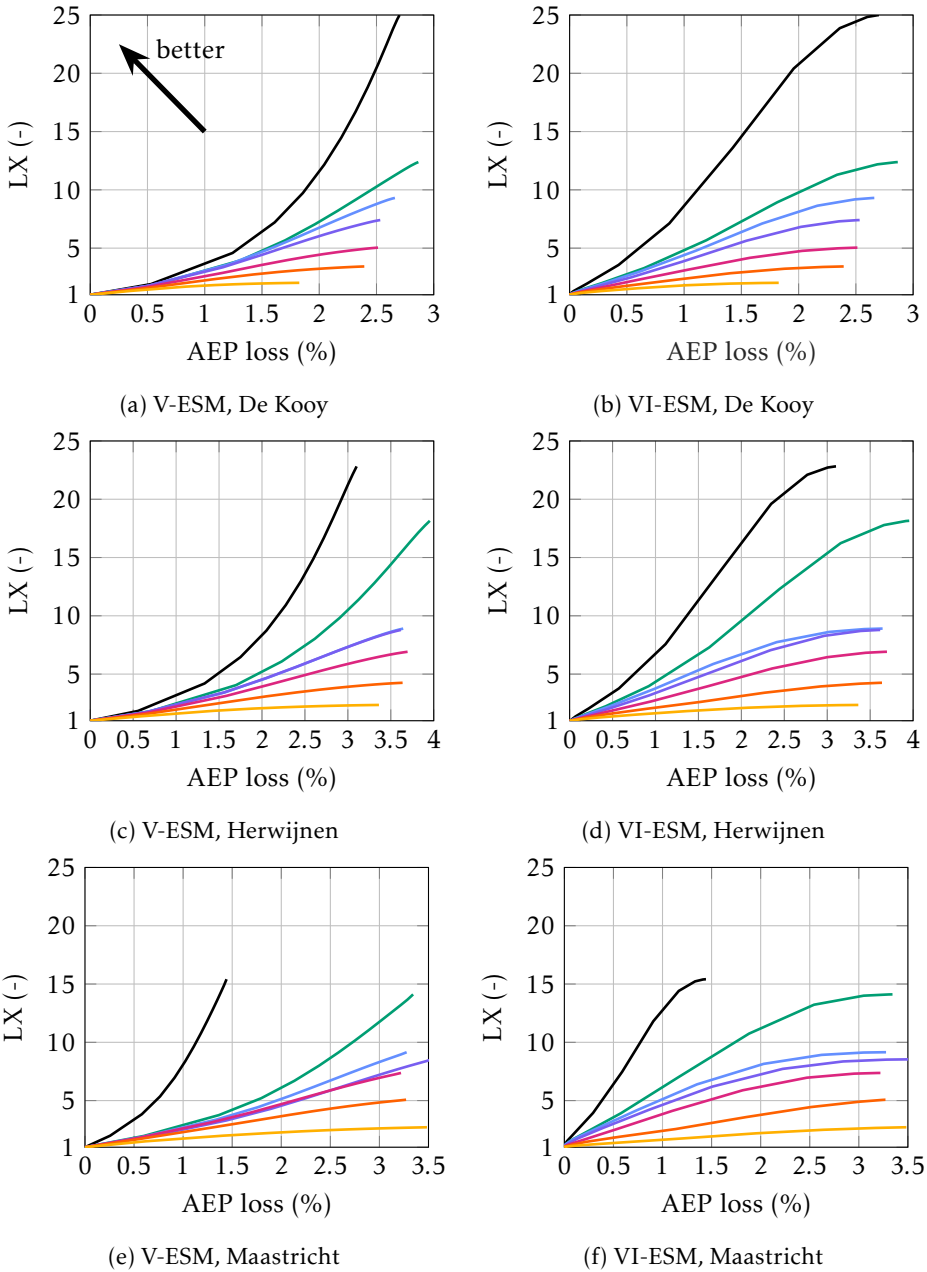 25
20
15
10
5
1
LX (-)
better
0 0.5 1 1.5 2 2.5 3
AEP loss (%)
(a) V-ESM, De Kooy
25
20
15
10
5
1
LX (-)
0 0.5 1 1.5 2 2.5 3
AEP loss (%)
(b) VI-ESM, De Kooy
25
20
15
10
5
1
LX (-)
0 0.5 1 1.5 2 2.5 3 3.5 4
AEP loss (%)
(c) V-ESM, Herwijnen
25
20
15
10
5
1
LX (-)
0 0.5 1 1.5 2 2.5 3 3.5 4
AEP loss (%)
(d) VI-ESM, Herwijnen
25
20
15
10
5
1
LX (-)
0 0.5 1 1.5 2 2.5 3 3.5
AEP loss (%)
(e) V-ESM, Maastricht
25
20
15
10
5
1
LX (-)
0 0.5 1 1.5 2 2.5 3 3.5
AEP loss (%)
(f) VI-ESM, Maastricht